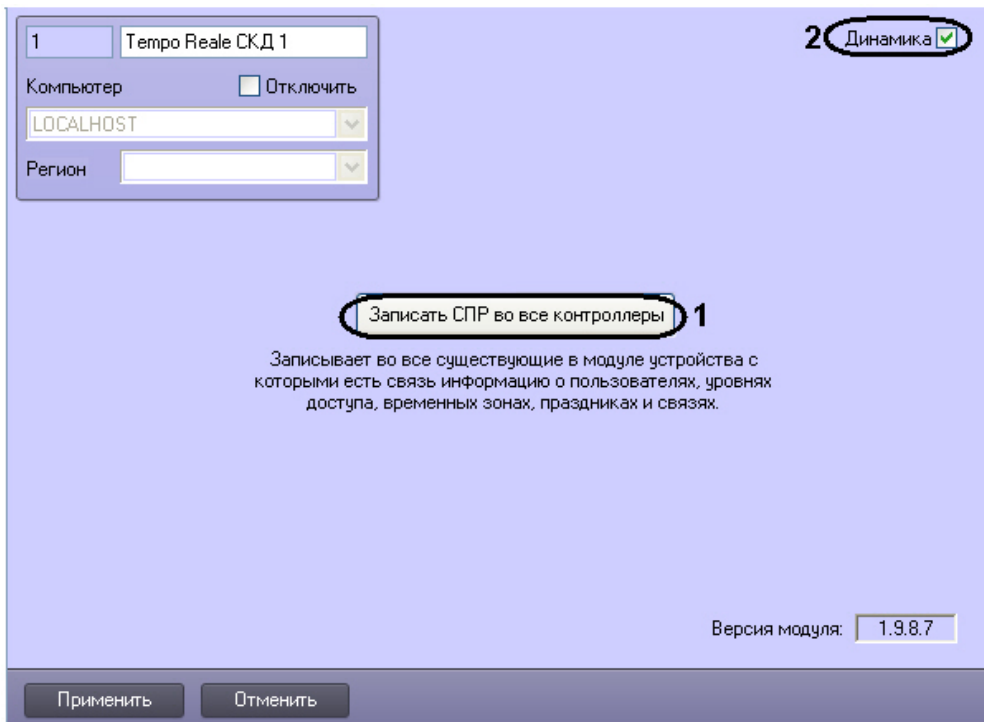 1 Tempo Reale СКД 1
2 Динамика
Компьютер Отключить
LOCALHOST
Регион
Записать СПР во все контроллеры 1
Записывает во все существующие в модуле устройства с
которыми есть связь информацию о пользователях, уровнях
доступа, временных зонах, праздниках и связях.
Версия модуля: 1.9.8.7
Применить Отменить